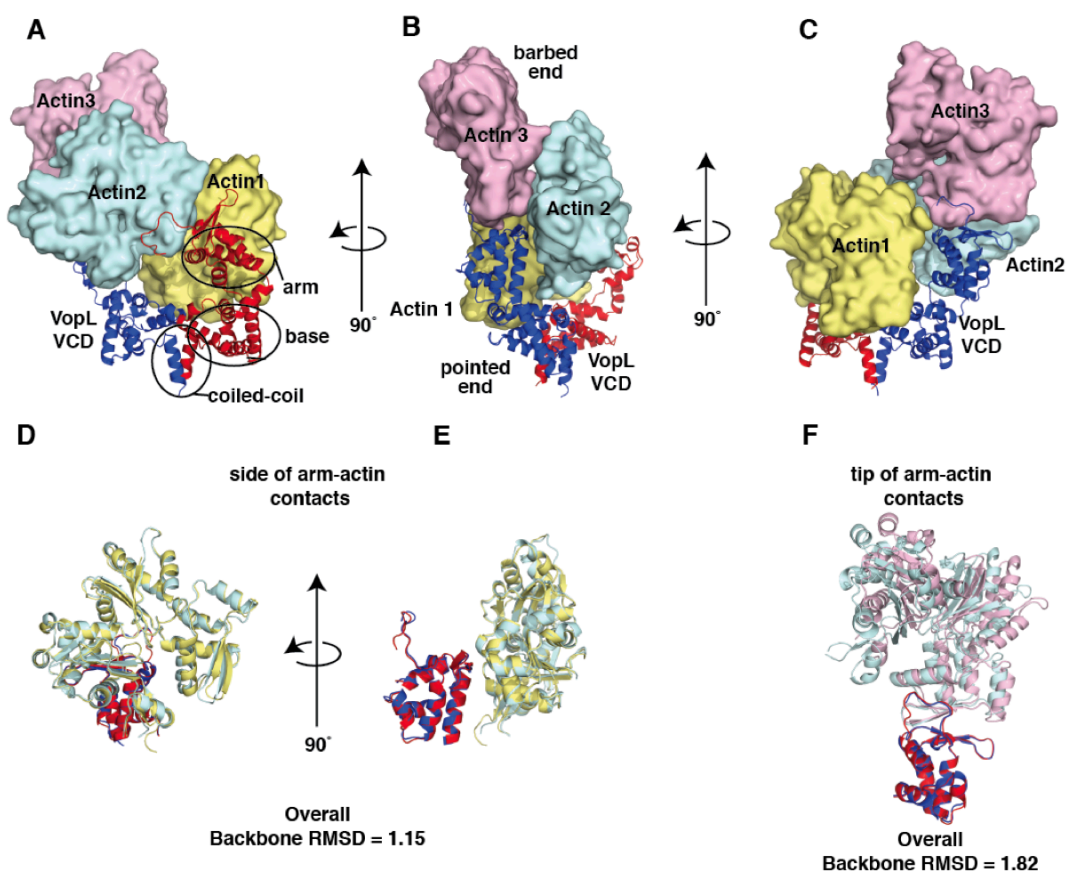 A
B
C
barbed
end
Actin3
Actin2
Actin1
arm
base
coiled-coil
VopL
VCD
90°
Actin 3
Actin 2
Actin 1
pointed
end
VopL
VCD
90°
Actin3
Actin1
Actin2
VopL
VCD
D
E
F
side of arm-actin
contacts
tip of arm-actin
contacts
90°
Overall
Backbone RMSD = 1.15
Overall
Backbone RMSD = 1.82